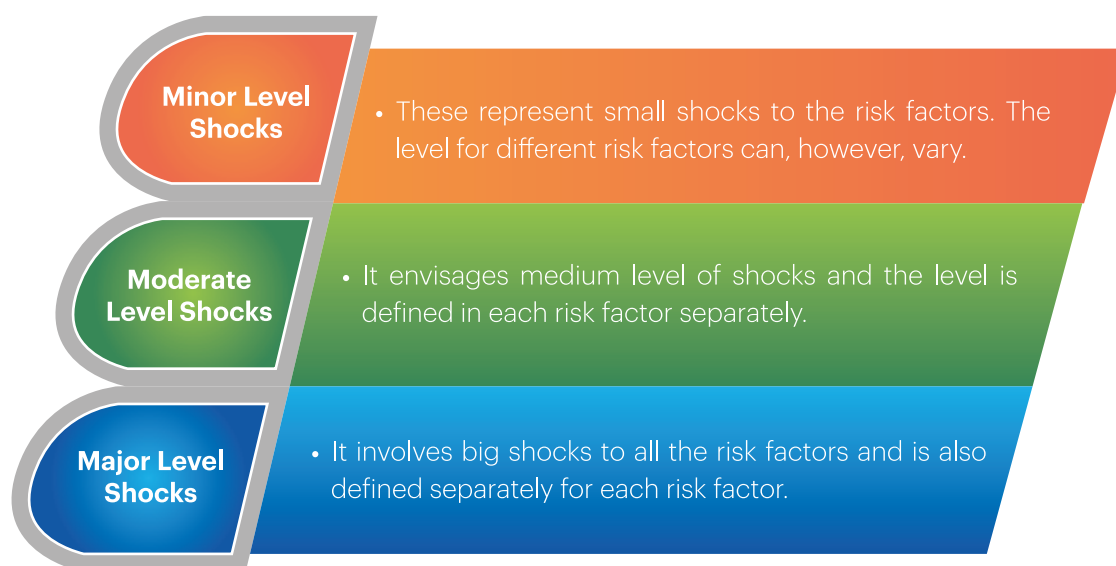 Minor Level
Shocks
• These represent small shocks to the risk factors. The
level for different risk factors can, however, vary.
Moderate
Level Shocks
• It envisages medium level of shocks and the level is
defined in each risk factor separately.
Major Level
Shocks
• It involves big shocks to all the risk factors and is also
defined separately for each risk factor.